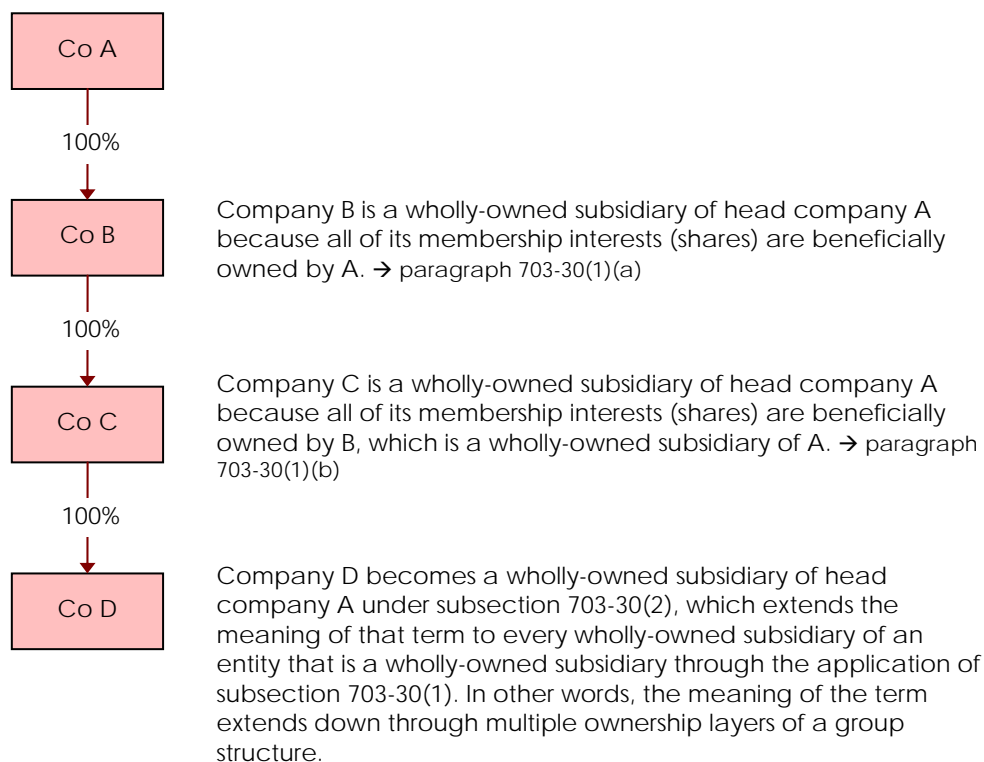 Co A
100%
Co B
Company B is a wholly-owned subsidiary of head company A
because all of its membership interests (shares) are beneficially
owned by A. → paragraph 703-30(1)(a)
100%
Co C
Company C is a wholly-owned subsidiary of head company A
because all of its membership interests (shares) are beneficially
owned by B, which is a wholly-owned subsidiary of A. → paragraph
703-30(1)(b)
100%
Co D
Company D becomes a wholly-owned subsidiary of head
company A under subsection 703-30(2), which extends the
meaning of that term to every wholly-owned subsidiary of an
entity that is a wholly-owned subsidiary through the application of
subsection 703-30(1). In other words, the meaning of the term
extends down through multiple ownership layers of a group
structure.